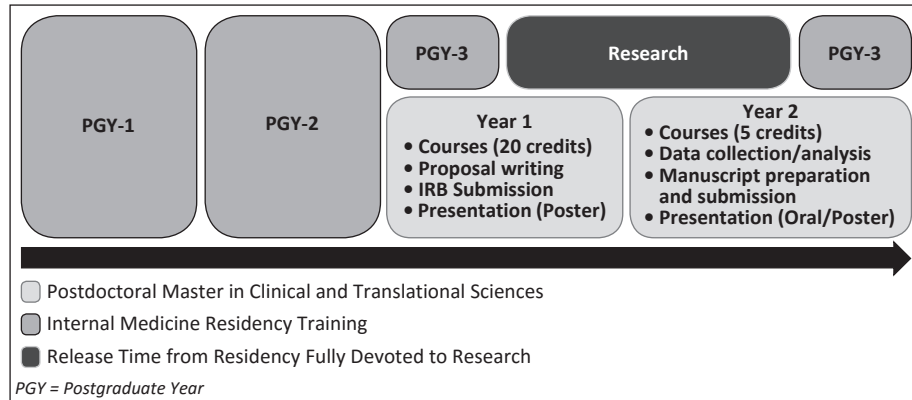 PGY-1
PGY-2
PGY-3
Research
PGY-3
Year 1
• Courses (20 credits)
• Proposal writing
• IRB Submission
• Presentation (Poster)
Year 2
• Courses (5 credits)
• Data collection/analysis
• Manuscript preparation
and submission
• Presentation (Oral/Poster)
Postdoctoral Master in Clinical and Translational Sciences
Internal Medicine Residency Training
Release Time from Residency Fully Devoted to Research
PGY = Postgraduate Year